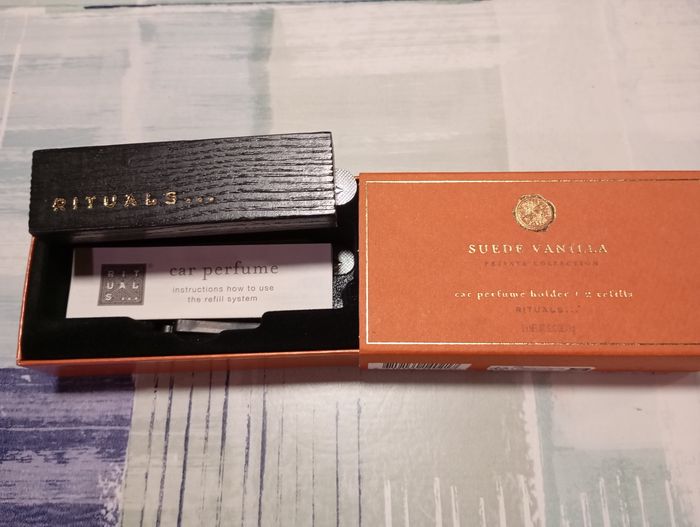 RITUALS...
RIT
UAL
S...
car perfume
instructions how to use
the refill system
SUEDE VANILLA
PRIVATE COLLECTION
car perfume holder + 2 refills
RITUALS...